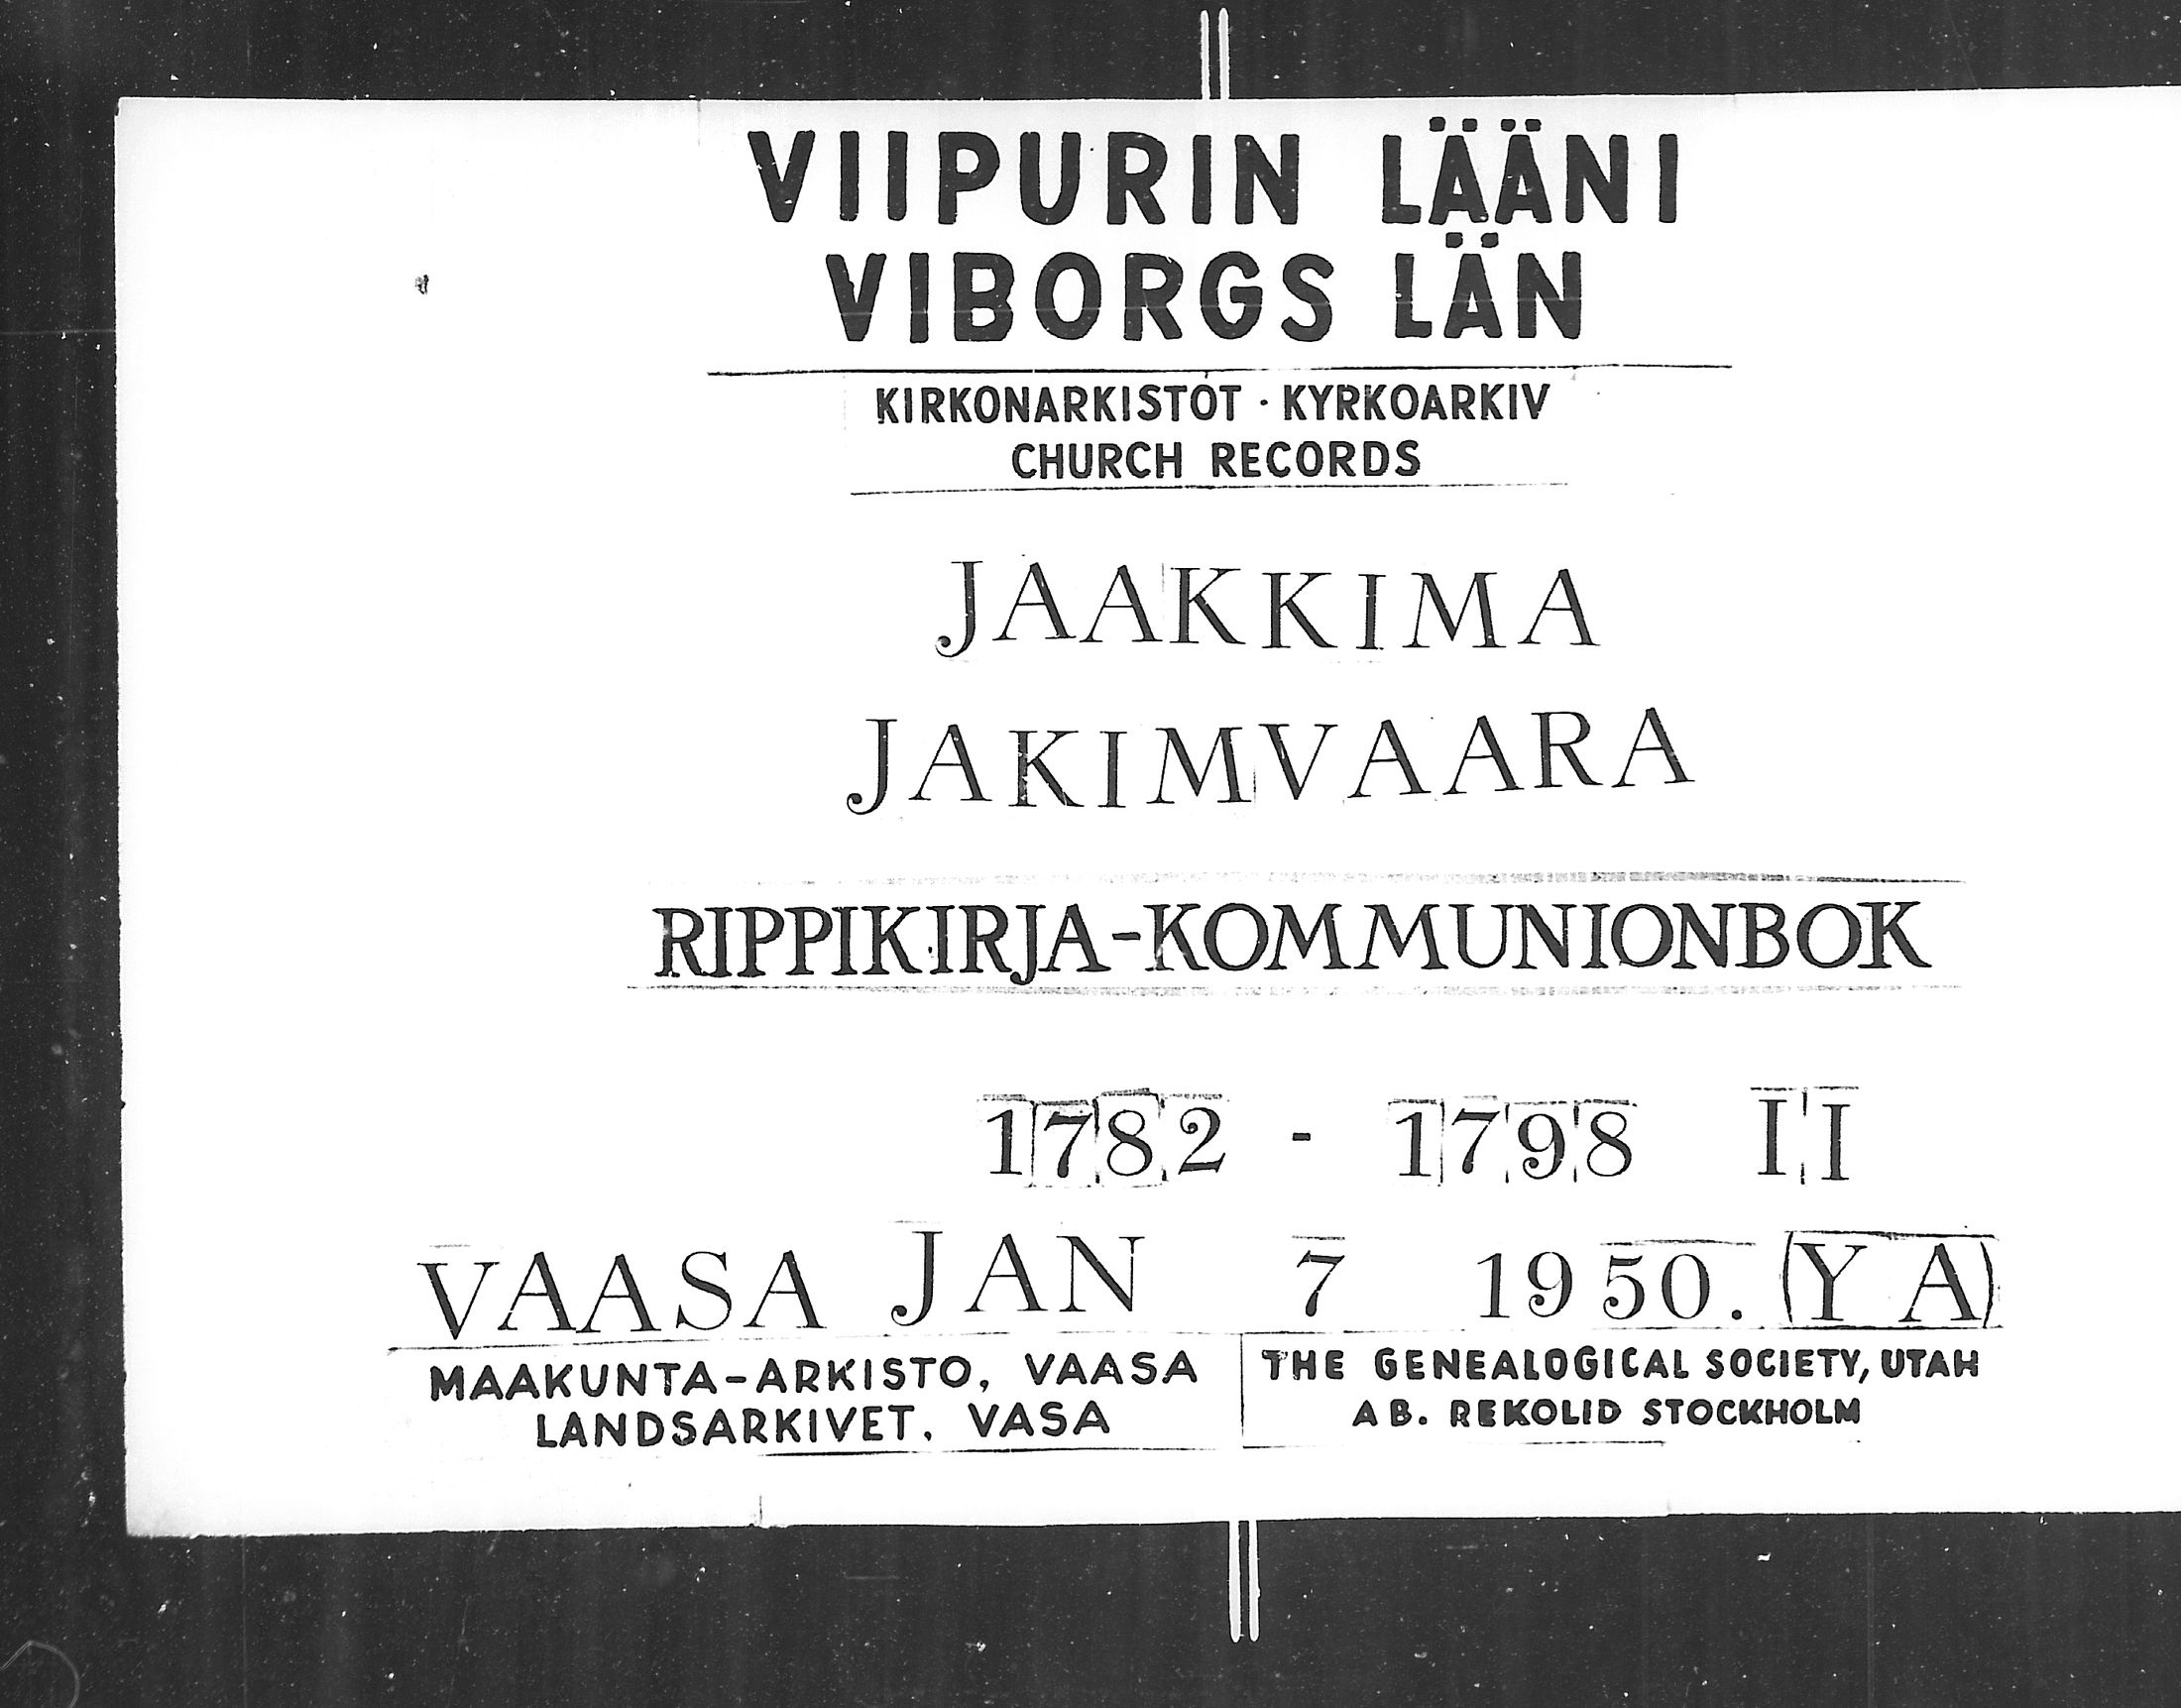 VIIPURIN LÄÄNI
VIBORGS LÄN
KIRKONARKISTOT · KYRKOARKIV
CHURCH RECORDS
JAAKKIMA
JAKIMVAARA
RIPPIKIRJA-KOMMUNIONBOK
1782 - 1798 II
VAASA JAN 7 1950. (YA)
MAAKUNTA-ARKISTO, VAASA
LANDSARKIVET, VASA
THE GENEALOGICAL SOCIETY, UTAH
AB. REKOLID STOCKHOLM